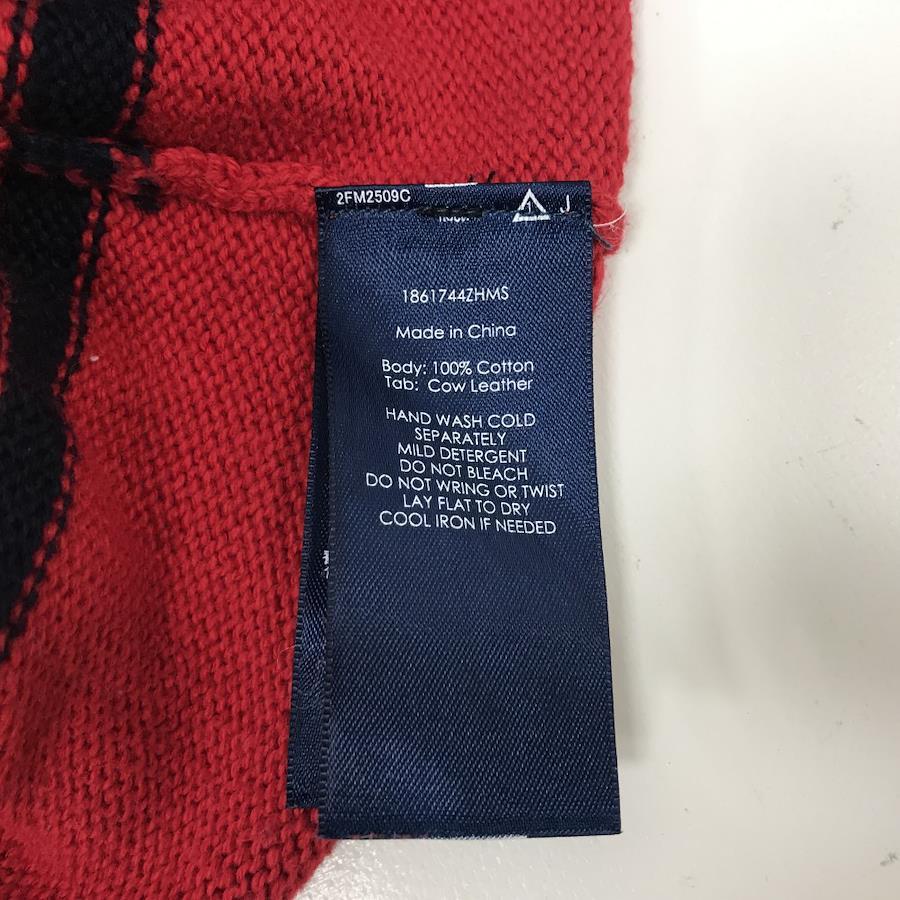 2FM2509C
J
1861744ZHMS
Made in China
Body: 100% Cotton
Tab: Cow Leather
HAND WASH COLD
SEPARATELY
MILD DETERGENT
DO NOT BLEACH
DO NOT WRING OR TWIST
LAY FLAT TO DRY
COOL IRON IF NEEDED